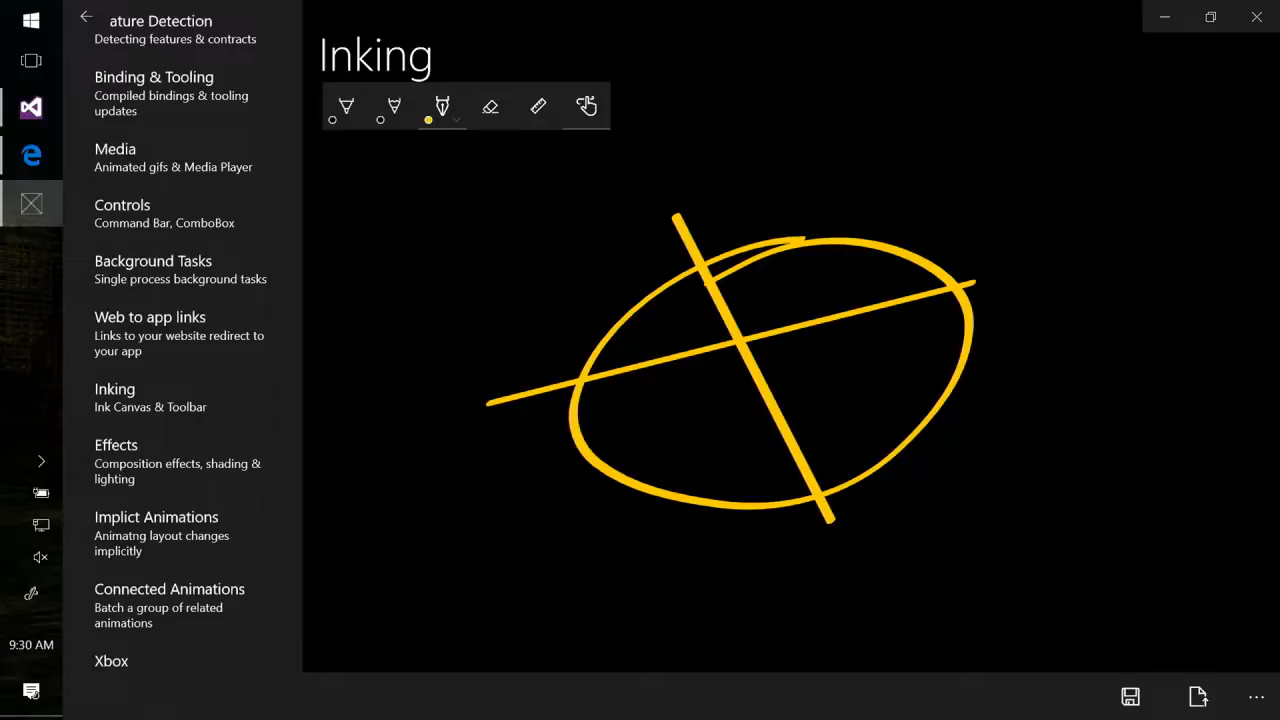 ature Detection
Detecting features & contracts
Binding & Tooling
Compiled bindings & tooling
updates
Media
Animated gifs & Media Player
Controls
Command Bar, ComboBox
Background Tasks
Single process background tasks
Web to app links
Links to your website redirect to
your app
Inking
Ink Canvas & Toolbar
Effects
Composition effects, shading &
lighting
Implict Animations
Animatng layout changes
implicitly
Connected Animations
Batch a group of related
animations
Xbox
9:30 AM
Inking